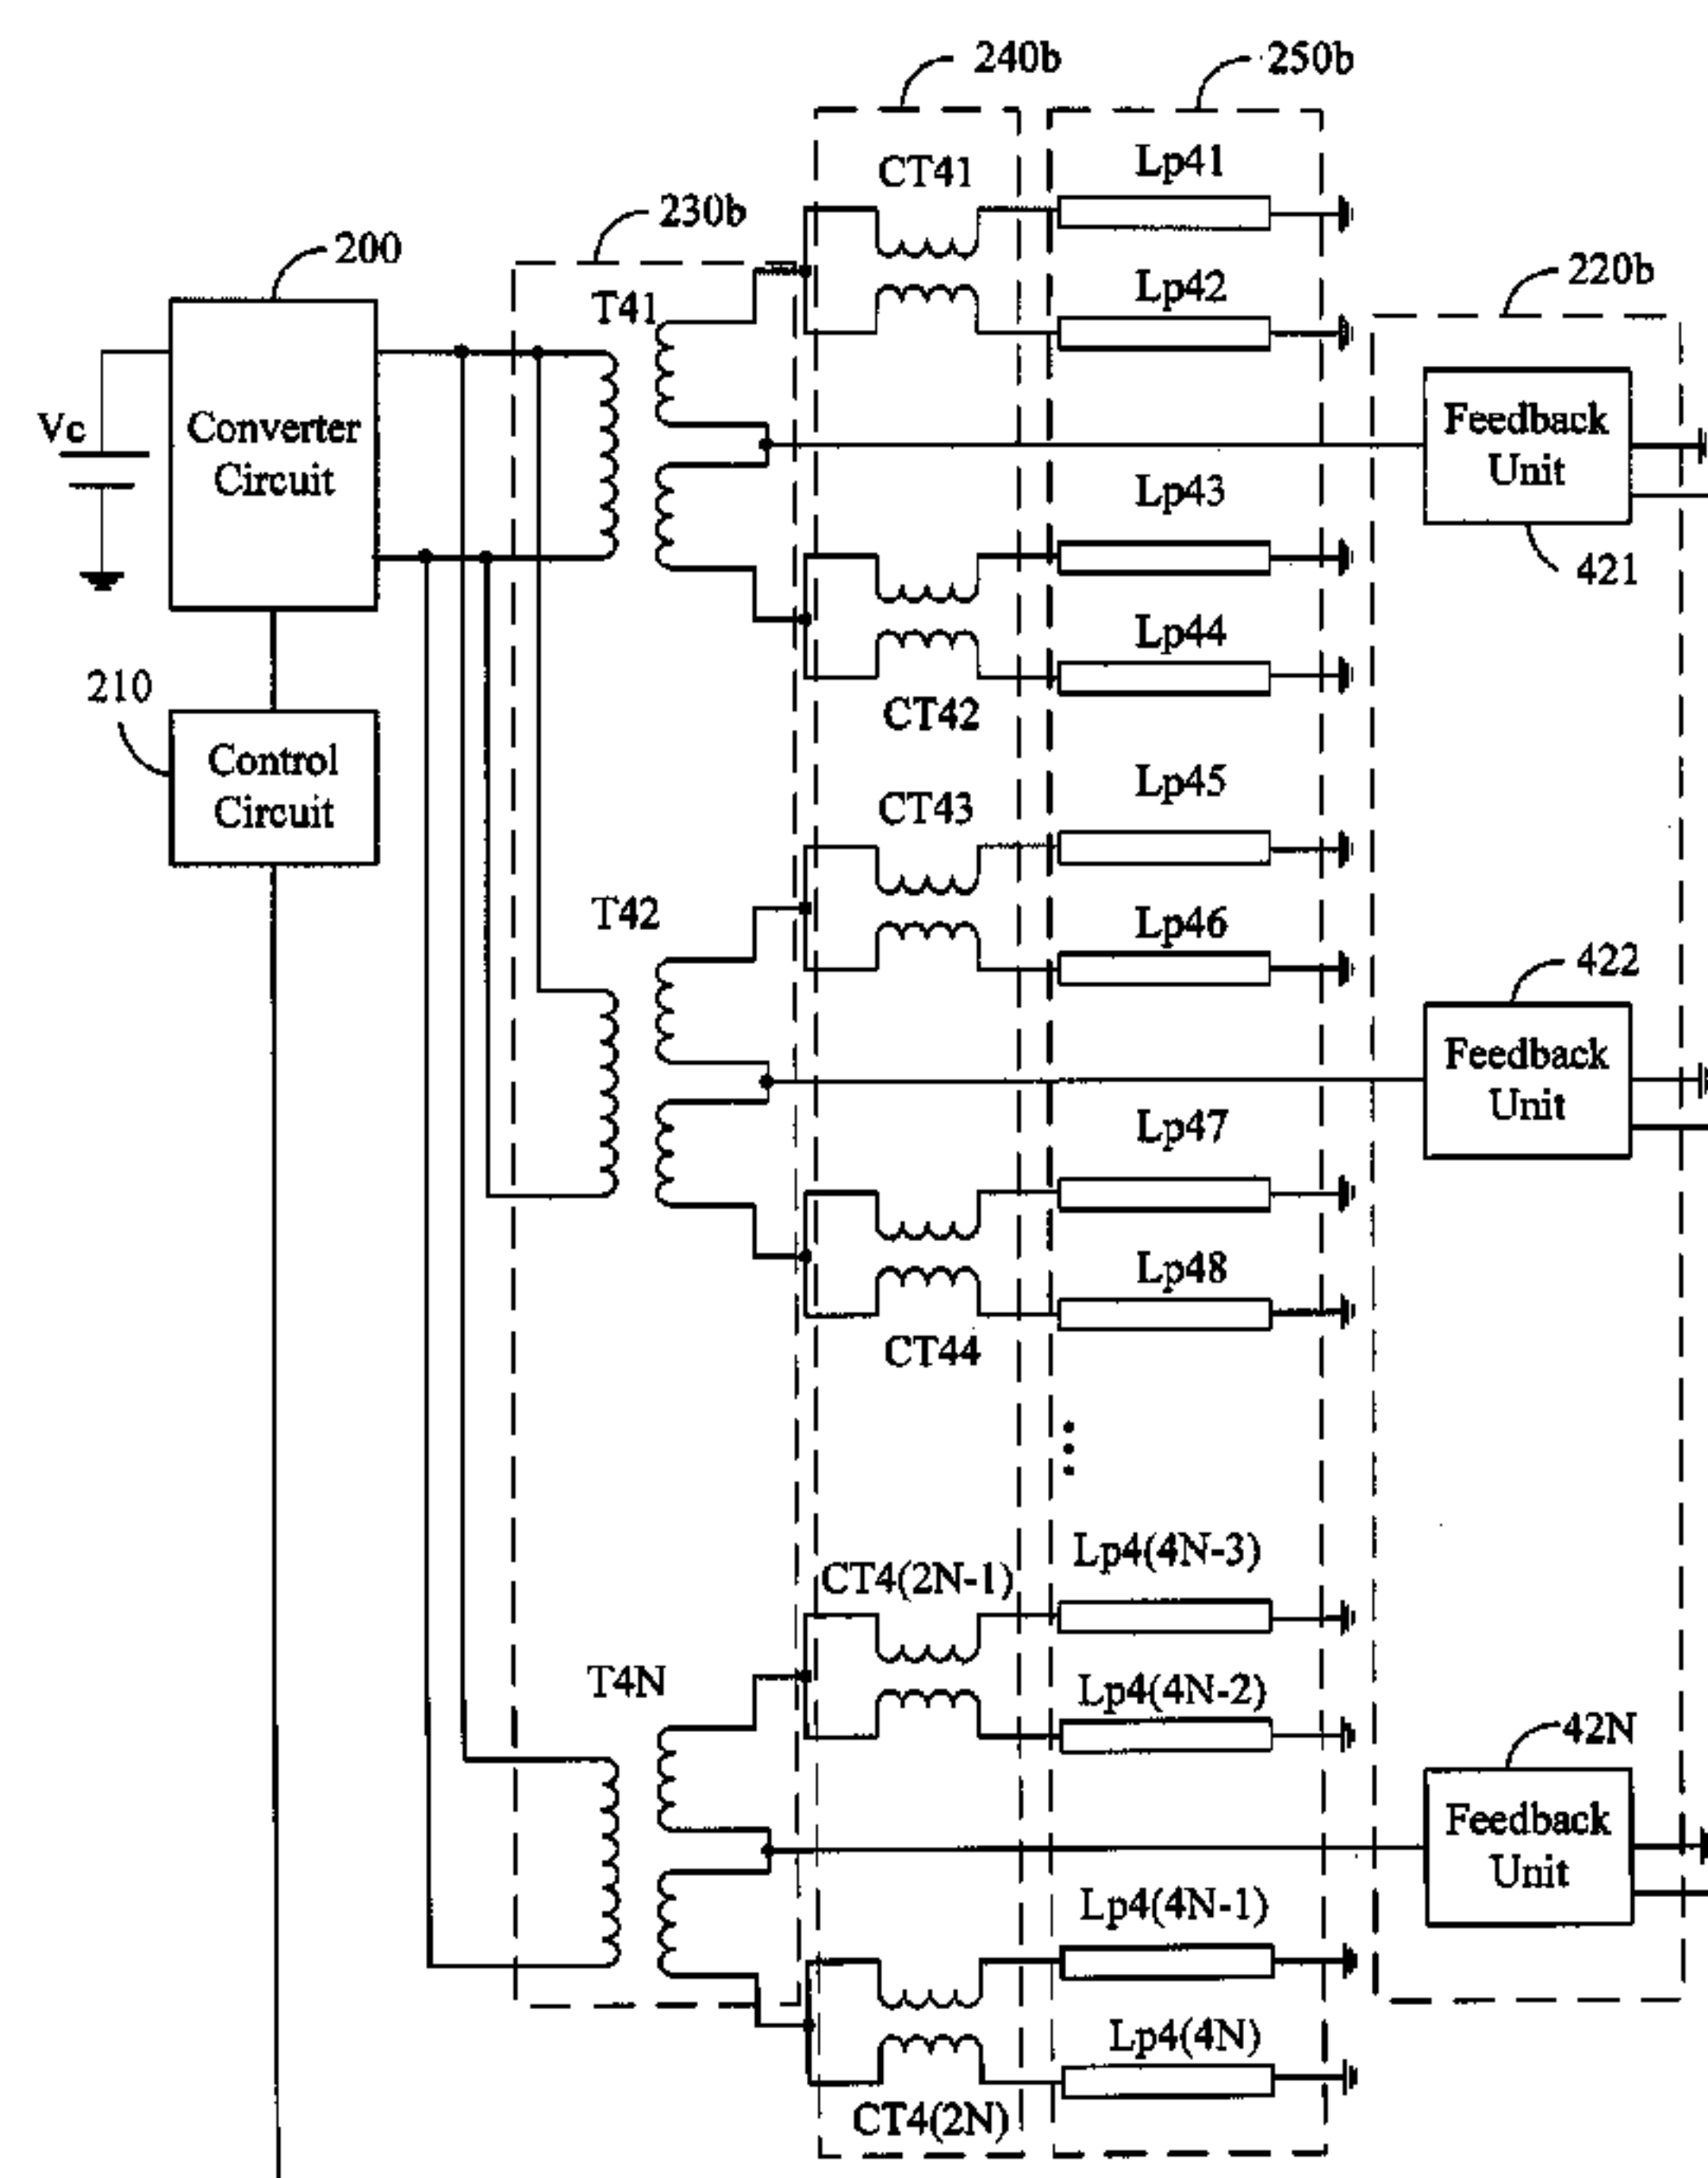 240b
250b
CT41
Lp41
230b
200
220b
Lp42
T41
Vc
Converter
Circuit
Feedback
Unit
Lp43
421
Lp44
210
CT42
Control
Circuit
Lp45
CT43
T42
Lp46
422
Feedback
Unit
Lp47
Lp48
CT44
Lp4(4N-3)
CT4(2N-1)
T4N
Lp4(4N-2)
42N
Feedback
Unit
Lp4(4N-1)
Lp4(4N)
CT4(2N)